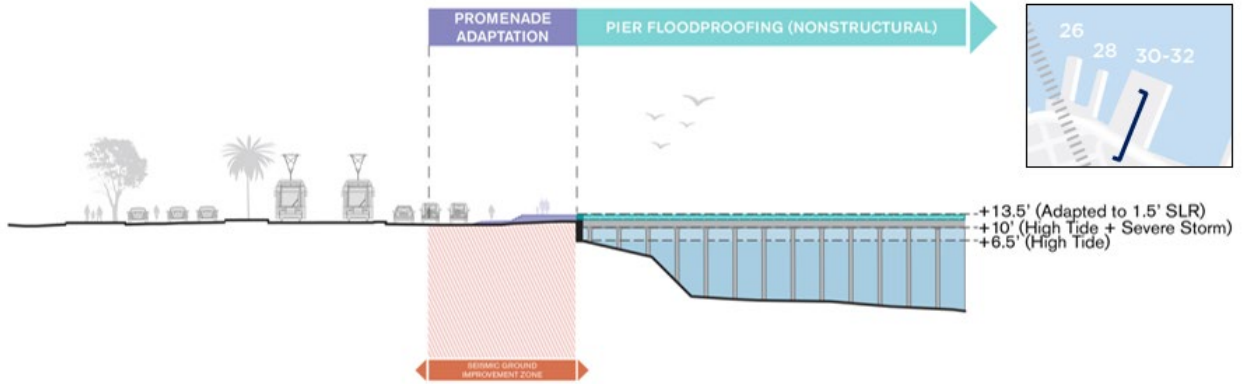 PROMENADE
ADAPTATION
PIER FLOODPROOFING (NONSTRUCTURAL)
26
28
30-32
+13.5' (Adapted to 1.5' SLR)
+10' (High Tide + Severe Storm)
+6.5' (High Tide)
SEISMIC GROUND
IMPROVEMENT ZONE